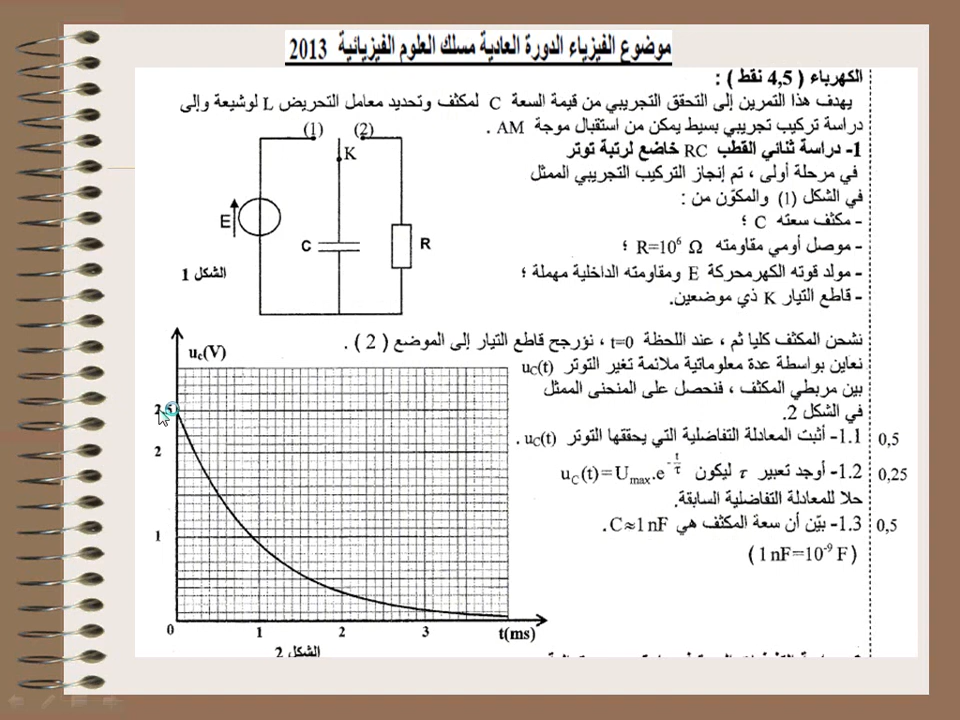 موضوع الفيزياء الدورة العادية مسلك العلوم الفيزيائية 2013
الكهرباء ( 4,5 نقط ) :
يهدف هذا التمرين إلى التحقق التجريبي من قيمة السعة C لمكثف وتحديد معامل التحريض L لوشيعة وإلى
دراسة تركيب تجريبي بسيط يمكن من استقبال موجة AM .
1- دراسة ثنائي القطب RC خاضع لرتبة توتر
في مرحلة أولى ، تم إنجاز التركيب التجريبي الممثل
في الشكل (1) والمكوّن من :
- مكثف سعته C ؛
- موصل أومي مقاومته R=10⁶ Ω ؛
- مولد قوته الكهرمحركة E ومقاومته الداخلية مهملة ؛
- قاطع التيار K ذي موضعين.
(1) (2)
K
E
C
R
الشكل 1
نشحن المكثف كليا ثم ، عند اللحظة t=0 ، نؤرجح قاطع التيار إلى الموضع ( 2 ) .
نعاين بواسطة عدة معلوماتية ملائمة تغير التوتر uC(t)
بين مربطي المكثف ، فنحصل على المنحنى الممثل
في الشكل 2.
0,5 1.1- أثبت المعادلة التفاضلية التي يحققها التوتر uC(t) .
0,25 1.2- أوجد تعبير τ ليكون uC(t)=Umax.e^(-t/τ)
حلا للمعادلة التفاضلية السابقة.
0,5 1.3- بيّن أن سعة المكثف هي C≈1nF .
( 1nF=10⁻⁹ F )
uc(V)
2,5
2
1
0 1 2 3 t(ms)
الشكل 2